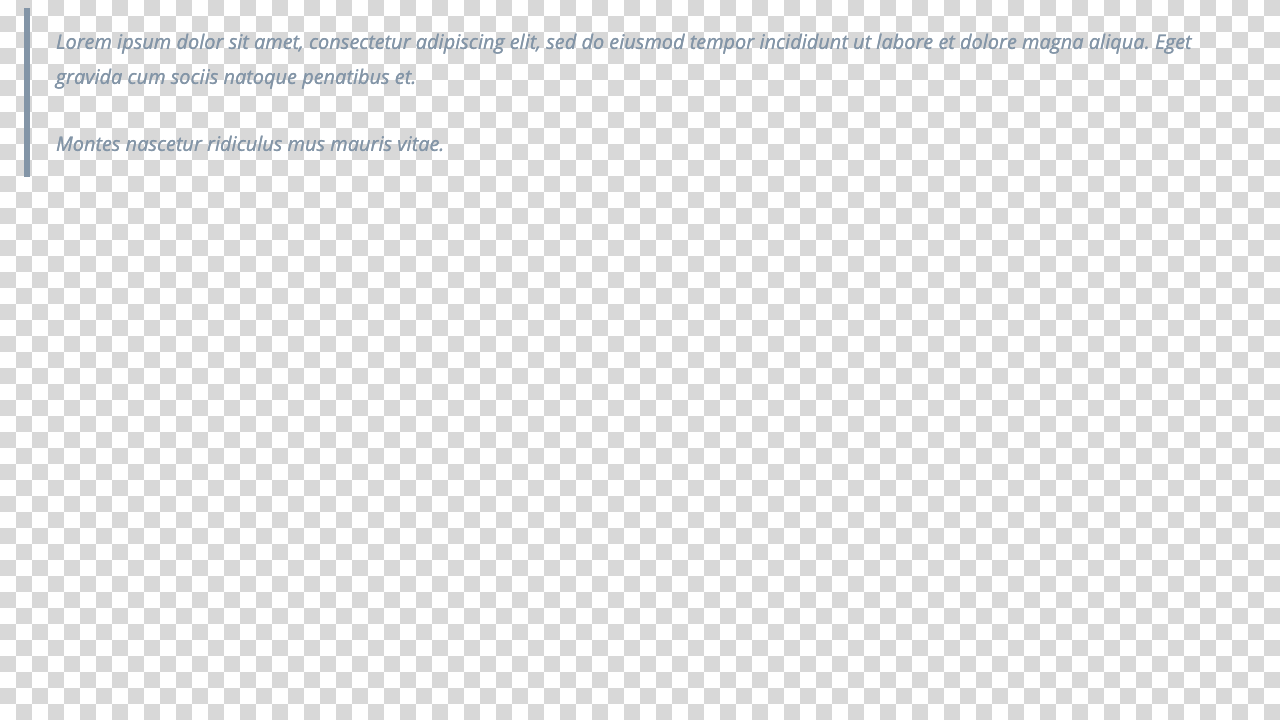 Lorem ipsum dolor sit amet, consectetur adipiscing elit, sed do eiusmod tempor incididunt ut labore et dolore magna aliqua. Eget
gravida cum sociis natoque penatibus et.
Montes nascetur ridiculus mus mauris vitae.